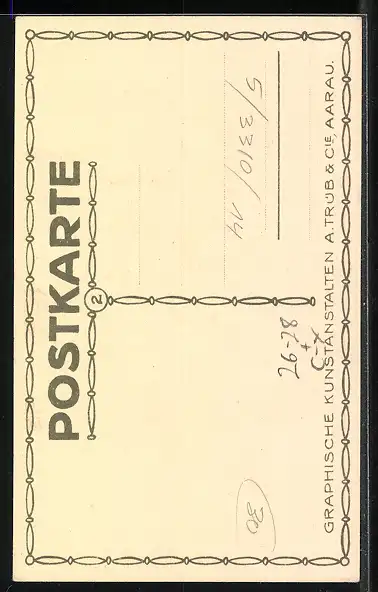 POSTKARTE
2
5/3310/14
26-28
+
C-X
30
GRAPHISCHE KUNSTANSTALTEN A. TRÜB & CIE, AARAU.